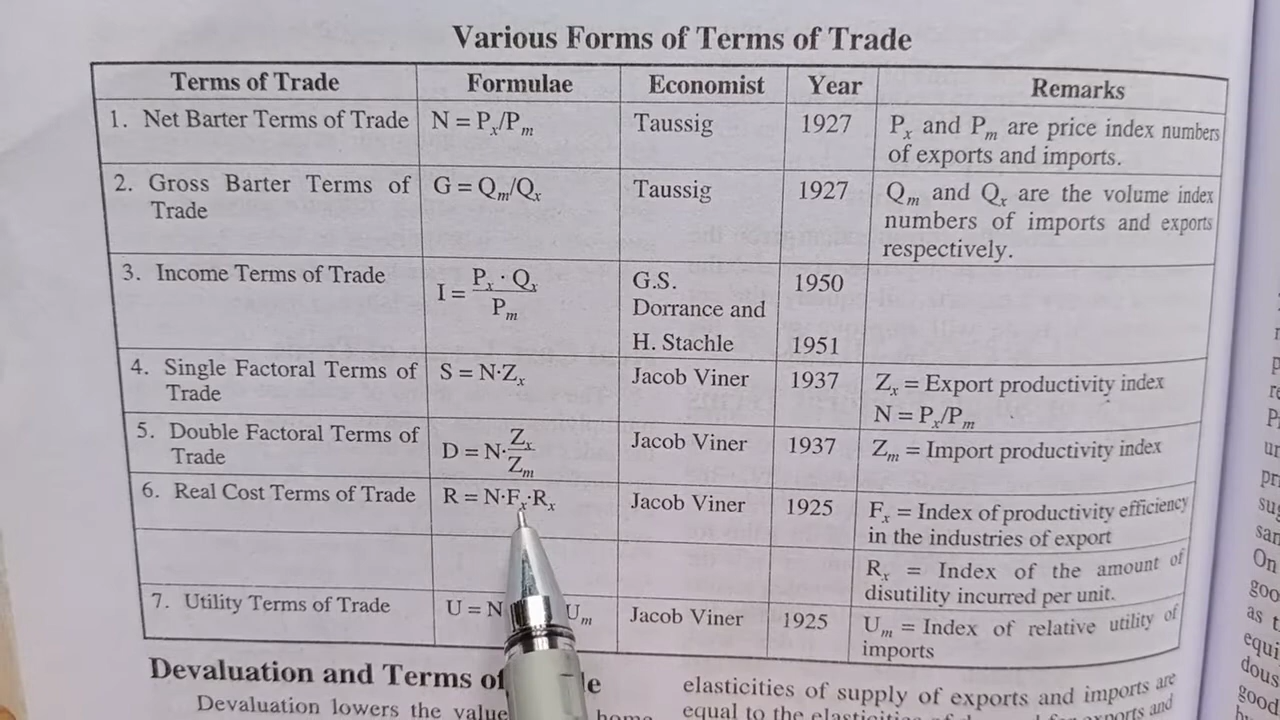 Various Forms of Terms of Trade
Terms of Trade Formulae Economist Year Remarks
1. Net Barter Terms of Trade N = Px/Pm Taussig 1927 Px and Pm are price index numbers
of exports and imports.
2. Gross Barter Terms of G = Qm/Qx Taussig 1927 Qm and Qx are the volume index
Trade numbers of imports and exports
respectively.
3. Income Terms of Trade I = Px · Qx / Pm G.S. 1950
Dorrance and
H. Stachle 1951
4. Single Factoral Terms of S = N·Zx Jacob Viner 1937 Zx = Export productivity index
Trade N = Px/Pm
5. Double Factoral Terms of D = N· Zx / Zm Jacob Viner 1937 Zm = Import productivity index
Trade
6. Real Cost Terms of Trade R = N·Fx·Rx Jacob Viner 1925 Fx = Index of productivity efficiency
in the industries of export
Rx = Index of the amount of
disutility incurred per unit.
7. Utility Terms of Trade U = N Um Jacob Viner 1925 Um = Index of relative utility of
imports
Devaluation and Terms of
Devaluation lowers the value home
elasticities of supply of exports and imports are
equal to the